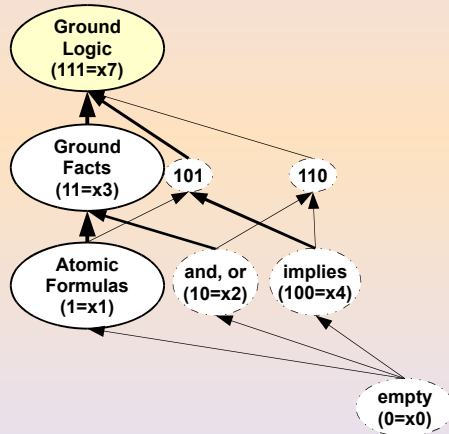 Ground
Logic
(111=x7)
Ground
Facts
(11=x3)
101
110
Atomic
Formulas
(1=x1)
and, or
(10=x2)
implies
(100=x4)
empty
(0=x0)